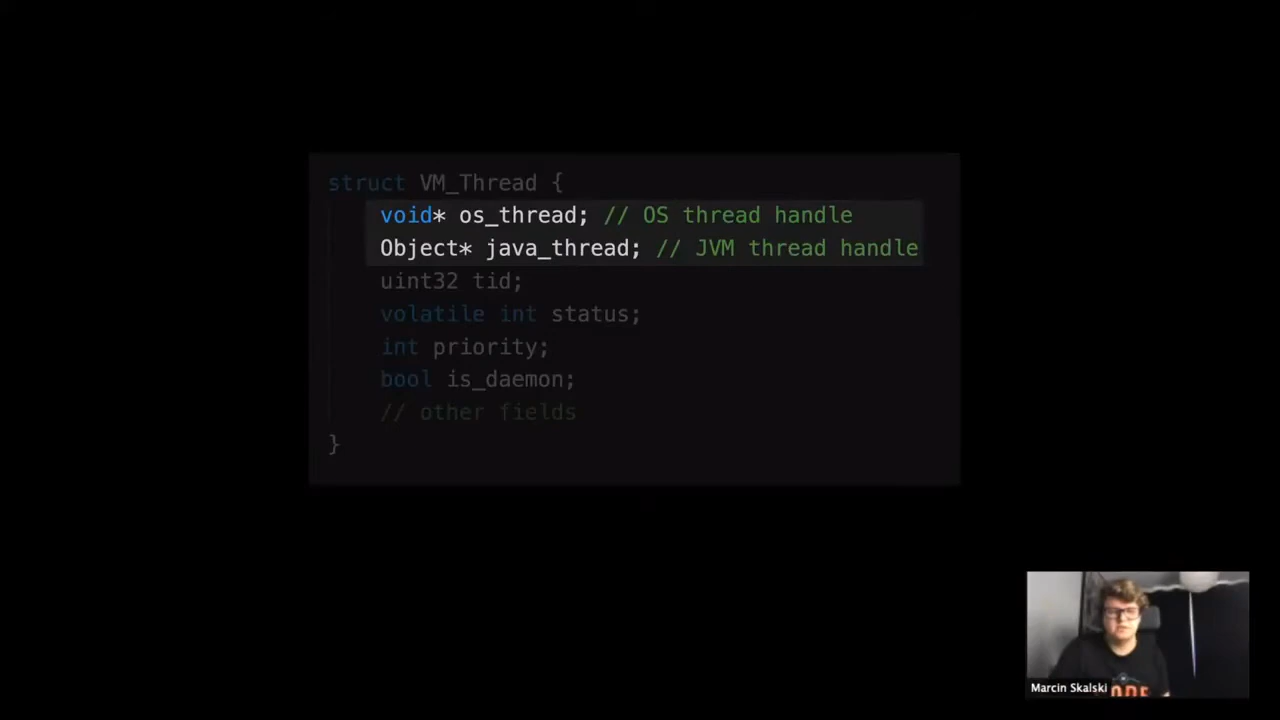 struct VM_Thread {
void* os_thread; // OS thread handle
Object* java_thread; // JVM thread handle
uint32 tid;
volatile int status;
int priority;
bool is_daemon;
// other fields
}
Marcin Skalski